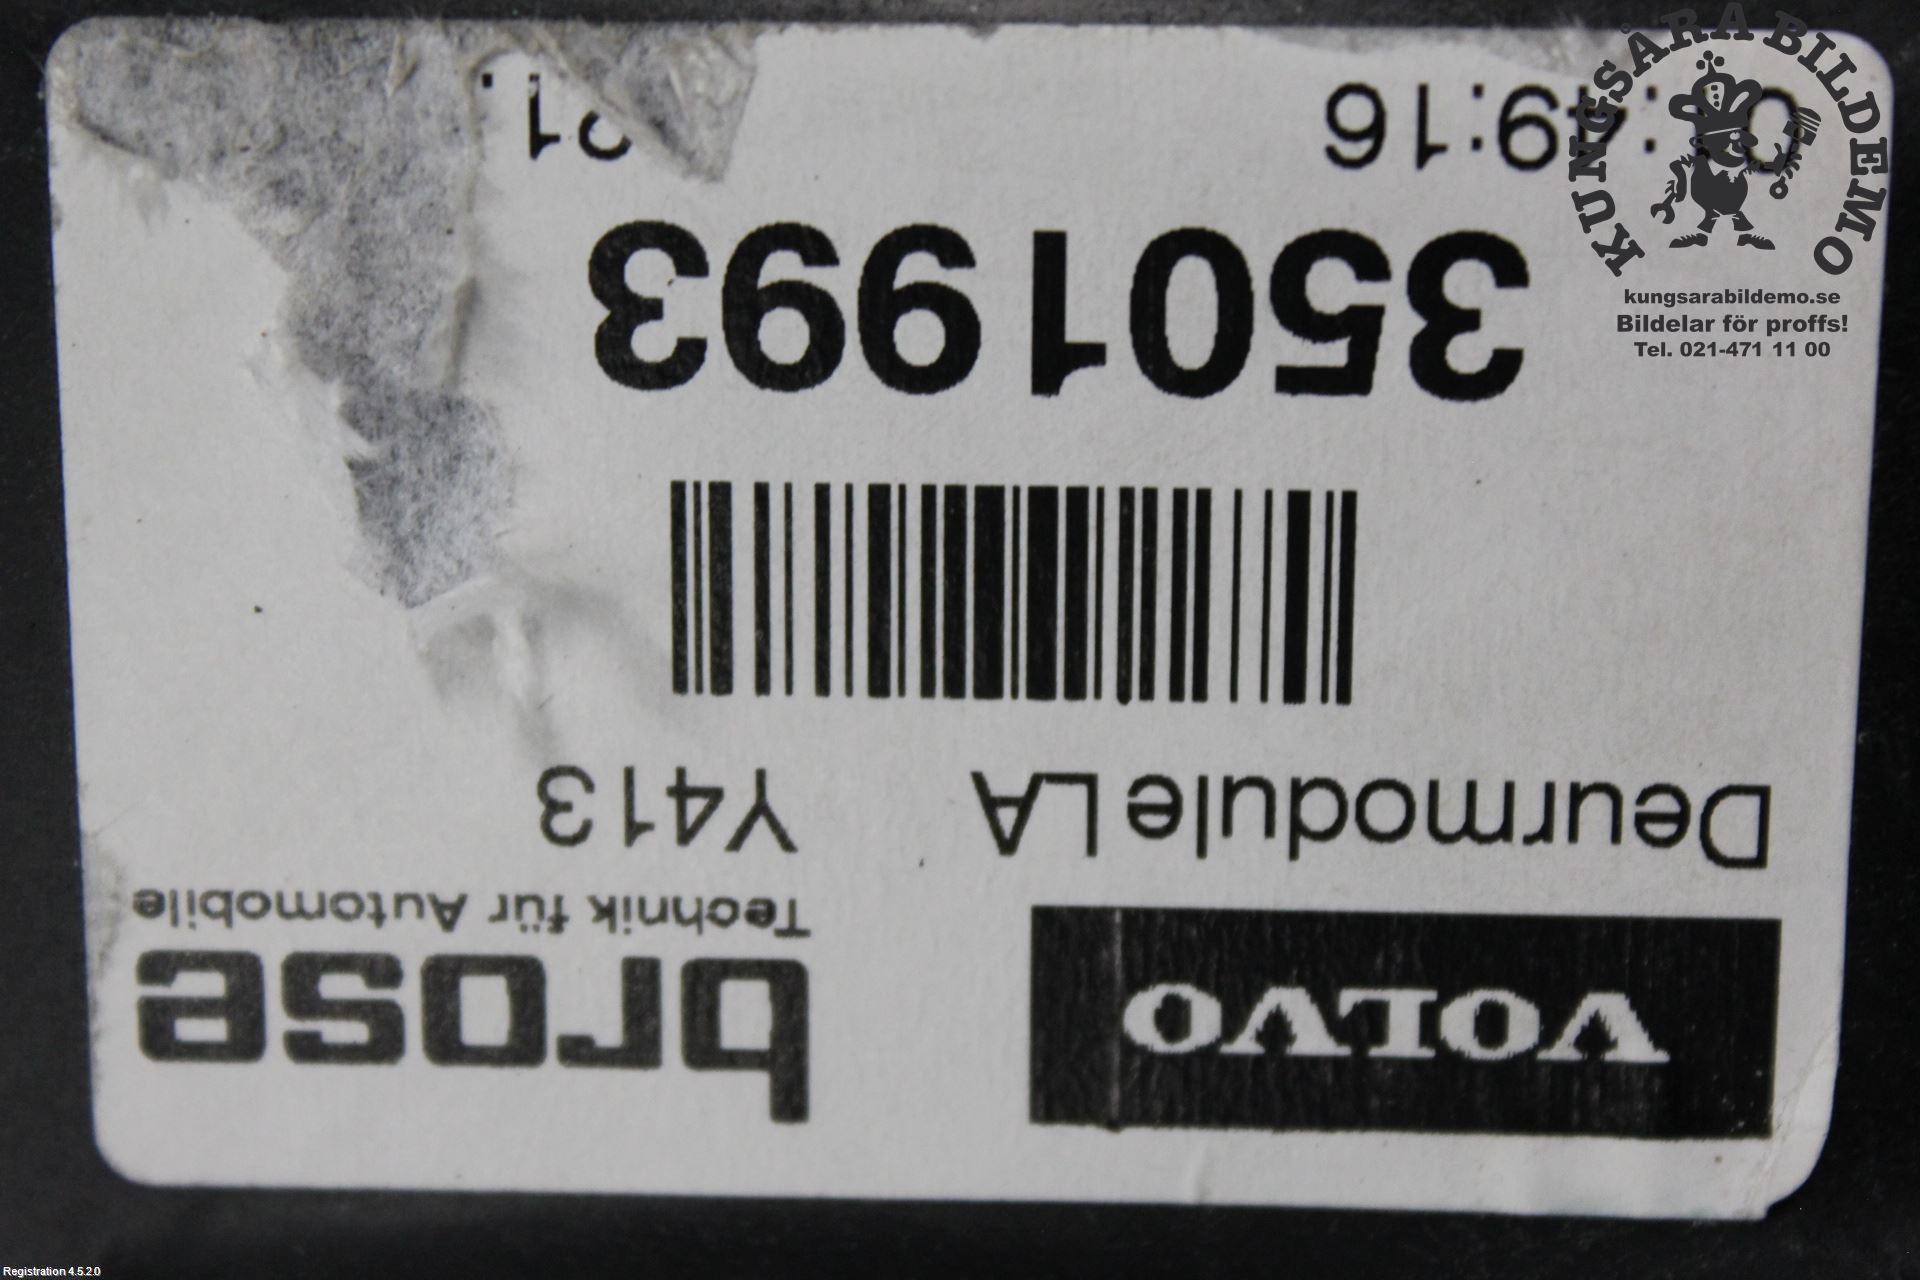 VOLVO
brose
Technik für Automobile
Deurmodule LA
Y413
3501993
:49:16
KUNGSÅRA BILDEMO
kungsarabildemo.se
Bildelar för proffs!
Tel. 021-471 11 00
Registration 4.5.2.0